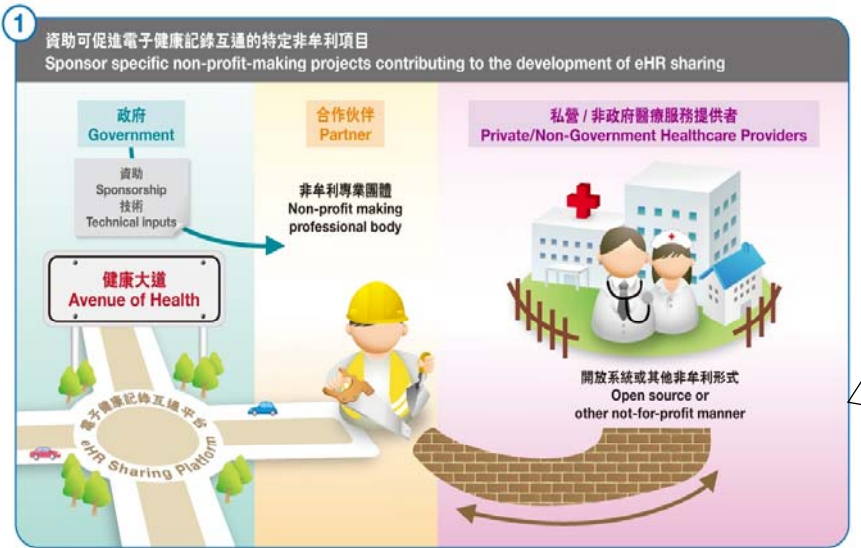 1
資助可促進電子健康記錄互通的特定非牟利項目
Sponsor specific non-profit-making projects contributing to the development of eHR sharing
政府
Government
資助
Sponsorship
技術
Technical inputs
合作伙伴
Partner
非牟利專業團體
Non-profit making
professional body
私營 / 非政府醫療服務提供者
Private/Non-Government Healthcare Providers
健康大道
Avenue of Health
電子健康記錄互通平台
eHR Sharing Platform
開放系統或其他非牟利形式
Open source or
other not-for-profit manner